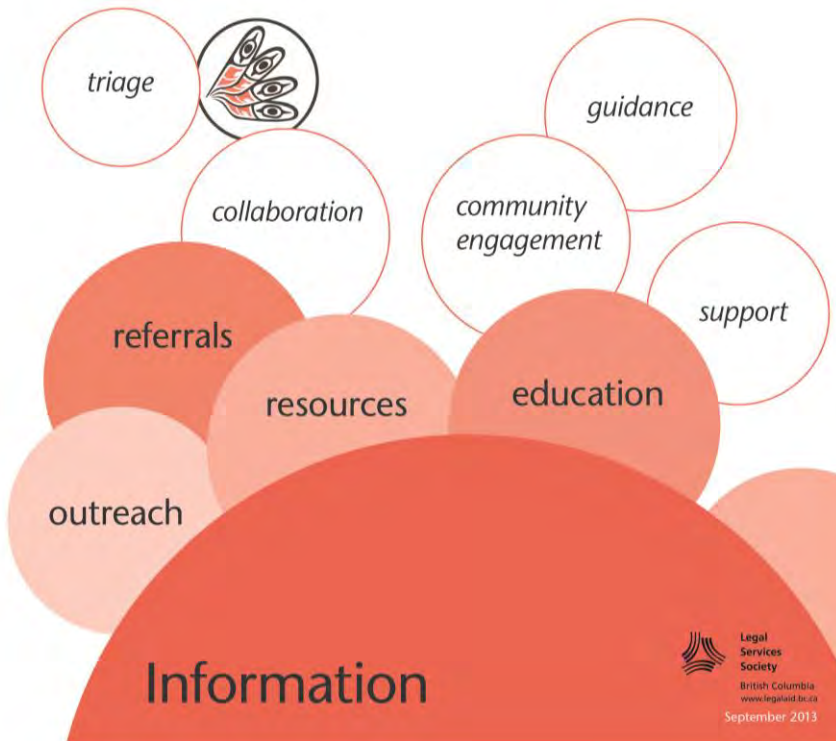 triage
guidance
collaboration
community
engagement
support
referrals
resources
education
outreach
Information
Legal
Services
Society
British Columbia
www.legalaid.bc.ca
September 2013